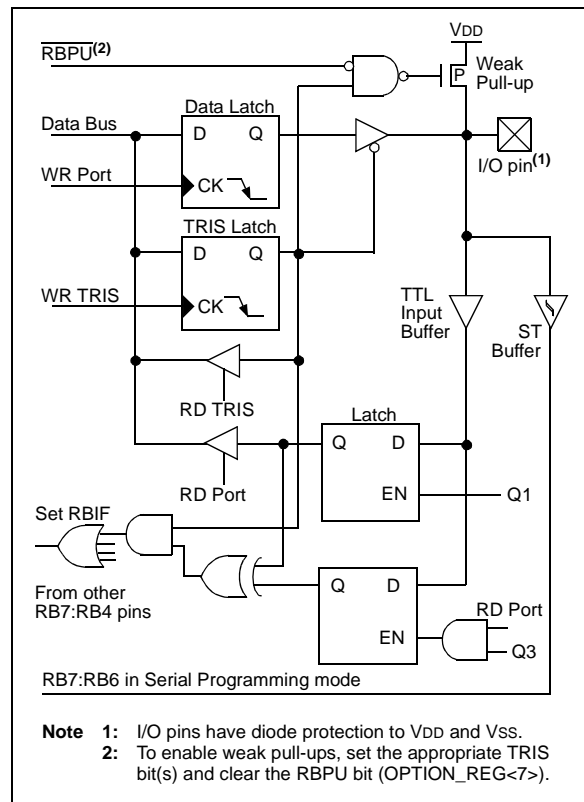 RBPU(2)
VDD
Weak
Pull-up
P
Data Latch
Data Bus
D Q
I/O pin(1)
WR Port
CK
TRIS Latch
D Q
WR TRIS
CK
TTL
Input
Buffer
ST
Buffer
RD TRIS
Latch
Q D
RD Port
EN
Q1
Set RBIF
Q D
From other
RB7:RB4 pins
RD Port
EN
Q3
RB7:RB6 in Serial Programming mode
Note 1: I/O pins have diode protection to VDD and VSS.
2: To enable weak pull-ups, set the appropriate TRIS
bit(s) and clear the RBPU bit (OPTION_REG<7>).